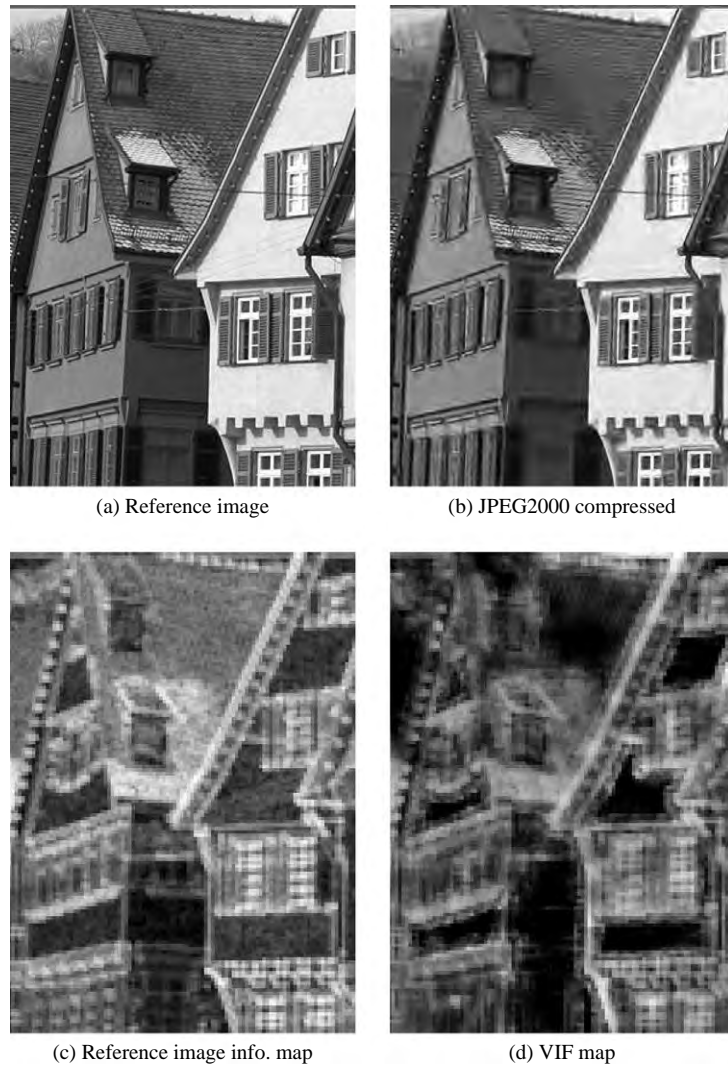 (a) Reference image
(b) JPEG2000 compressed
(c) Reference image info. map
(d) VIF map